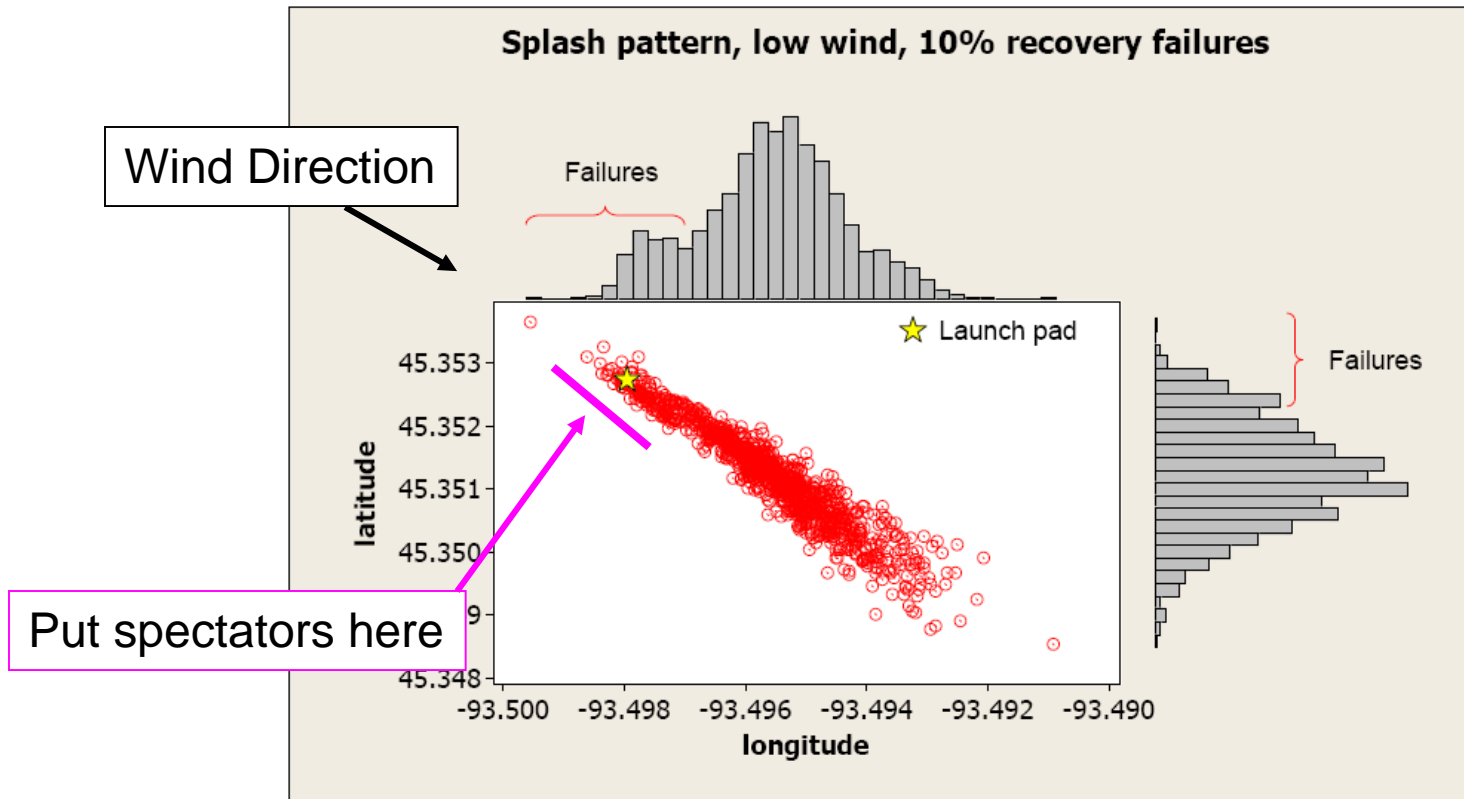 Splash pattern, low wind, 10% recovery failures
Wind Direction
Failures
Launch pad
Failures
45.353
45.352
45.351
45.350
9
45.348
latitude
Put spectators here
-93.500 -93.498 -93.496 -93.494 -93.492 -93.490
longitude